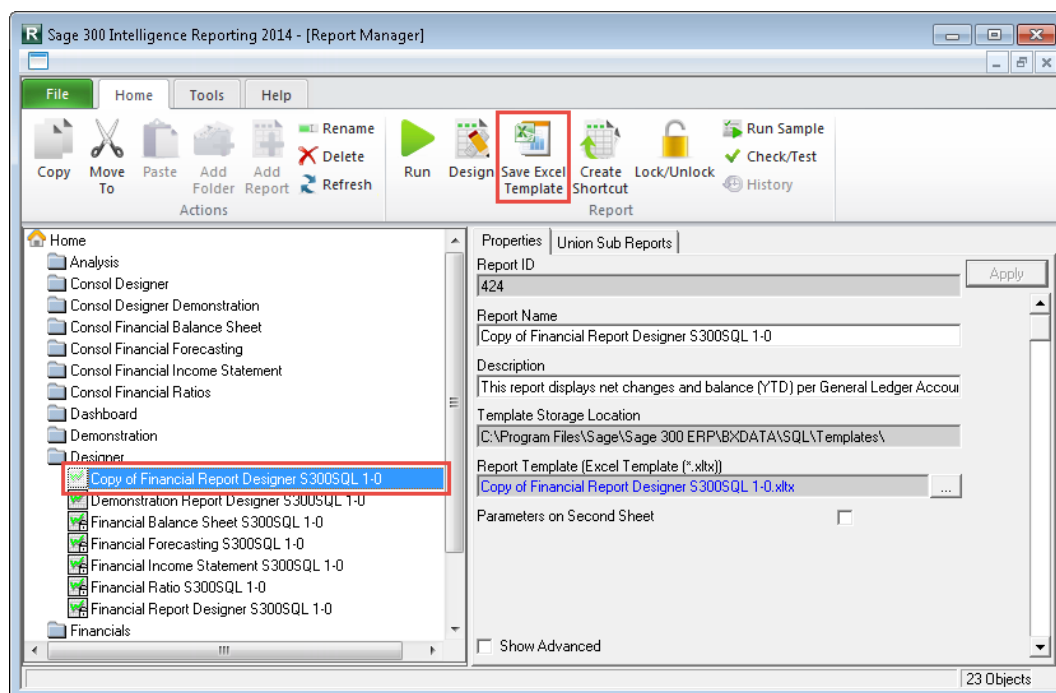 Sage 300 Intelligence Reporting 2014 - [Report Manager]
File Home Tools Help
Copy
Move To
Paste
Add Folder
Add Report
Rename
Delete
Refresh
Actions
Run
Design
Save Excel Template
Create Shortcut
Lock/Unlock
Run Sample
Check/Test
History
Report
Home
Analysis
Consol Designer
Consol Designer Demonstration
Consol Financial Balance Sheet
Consol Financial Forecasting
Consol Financial Income Statement
Consol Financial Ratios
Dashboard
Demonstration
Designer
Copy of Financial Report Designer S300SQL 1-0
Demonstration Report Designer S300SQL 1-0
Financial Balance Sheet S300SQL 1-0
Financial Forecasting S300SQL 1-0
Financial Income Statement S300SQL 1-0
Financial Ratio S300SQL 1-0
Financial Report Designer S300SQL 1-0
Financials
Properties Union Sub Reports
Report ID
Apply
424
Report Name
Copy of Financial Report Designer S300SQL 1-0
Description
This report displays net changes and balance (YTD) per General Ledger Accou
Template Storage Location
C:\Program Files\Sage\Sage 300 ERP\BXDATA\SQL\Templates\
Report Template (Excel Template (*.xltx))
Copy of Financial Report Designer S300SQL 1-0.xltx
...
Parameters on Second Sheet
Show Advanced
23 Objects